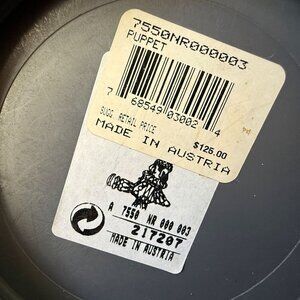 7550NR000003
PUPPET
7 68549 03002 4
SUGG. RETAIL PRICE
$125.00
MADE IN AUSTRIA
A 7550 NR 000 003
217207
MADE IN AUSTRIA